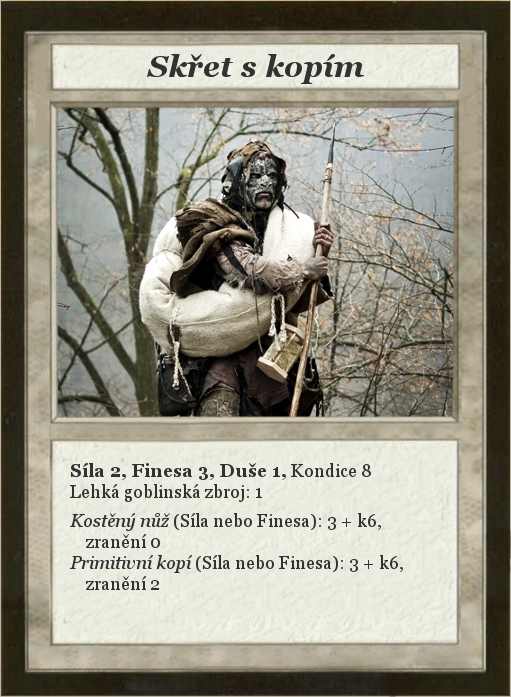 Skřet s kopím
Síla 2, Finesa 3, Duše 1, Kondice 8
Lehká goblinská zbroj: 1
Kostěný nůž (Síla nebo Finesa): 3 + k6,
zranění 0
Primitivní kopí (Síla nebo Finesa): 3 + k6,
zranění 2